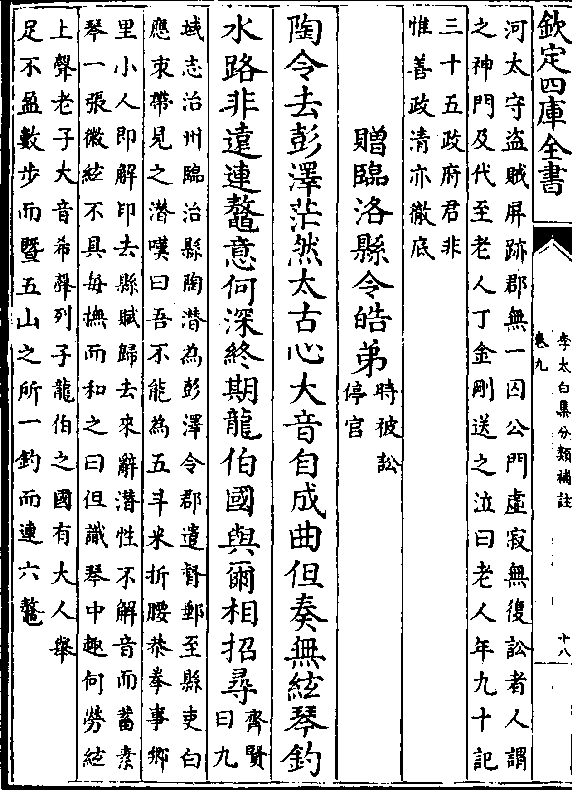 欽定四庫全書
李太白集分類補註
卷九
十八
河太守盜賊屏跡郡無一囚公門虛寂無復訟者人謂
之神門及代至老人丁金剛送之泣曰老人年九十記
三十五政府君非
惟善政清亦徹底
贈臨洺縣令皓弟
時被訟
停官
陶令去彭澤茫然太古心大音自成曲但奏無絃琴釣
水路非遠連鼇意何深終期龍伯國與爾相招尋
齊賢
曰九
域志治州臨治縣陶潛為彭澤令郡遣督郵至縣吏白
應束帶見之潛嘆曰吾不能為五斗米折腰恭拳事鄉
里小人即解印去縣賦歸去來辭潛性不解音而蓄素
琴一張徽絃不具每撫而和之曰但識琴中趣何勞絃
上聲老子大音希聲列子龍伯之國有大人舉
足不盈數步而暨五山之所一釣而連六鼇